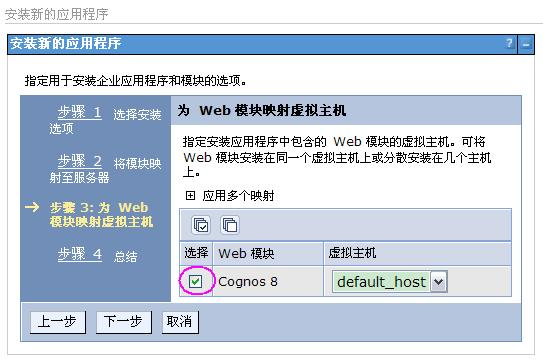 安装新的应用程序
安装新的应用程序 ? –
指定用于安装企业应用程序和模块的选项。
步骤 1 选择安装
选项
步骤 2 将模块映
射至服务器
步骤 3: 为 Web
模块映射虚拟主机
步骤 4 总结
为 Web 模块映射虚拟主机
指定安装应用程序中包含的 Web 模块的虚拟主机。可将
Web 模块安装在同一个虚拟主机上或分散安装在几个主机
上。
应用多个映射
选择 Web 模块 虚拟主机
Cognos 8 default_host
上一步 下一步 取消